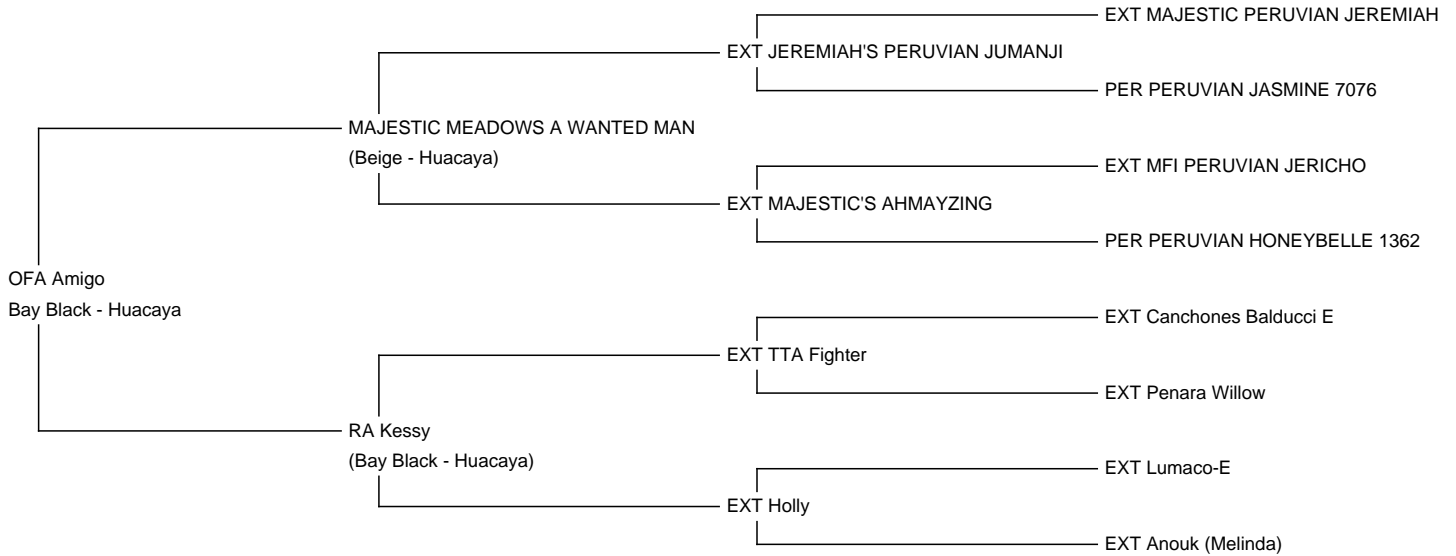 EXT MAJESTIC PERUVIAN JEREMIAH
EXT JEREMIAH'S PERUVIAN JUMANJI
PER PERUVIAN JASMINE 7076
MAJESTIC MEADOWS A WANTED MAN
(Beige - Huacaya)
EXT MFI PERUVIAN JERICHO
EXT MAJESTIC'S AHMAYZING
PER PERUVIAN HONEYBELLE 1362
OFA Amigo
Bay Black - Huacaya
EXT Canchones Balducci E
EXT TTA Fighter
EXT Penara Willow
RA Kessy
(Bay Black - Huacaya)
EXT Lumaco-E
EXT Holly
EXT Anouk (Melinda)